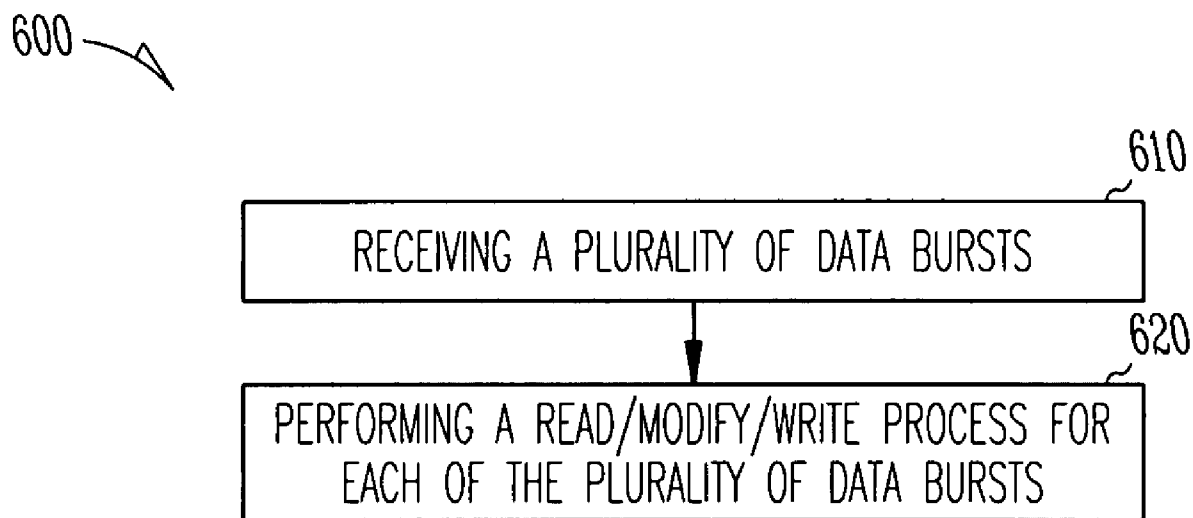 600
610
RECEIVING A PLURALITY OF DATA BURSTS
620
PERFORMING A READ/MODIFY/WRITE PROCESS FOR
EACH OF THE PLURALITY OF DATA BURSTS